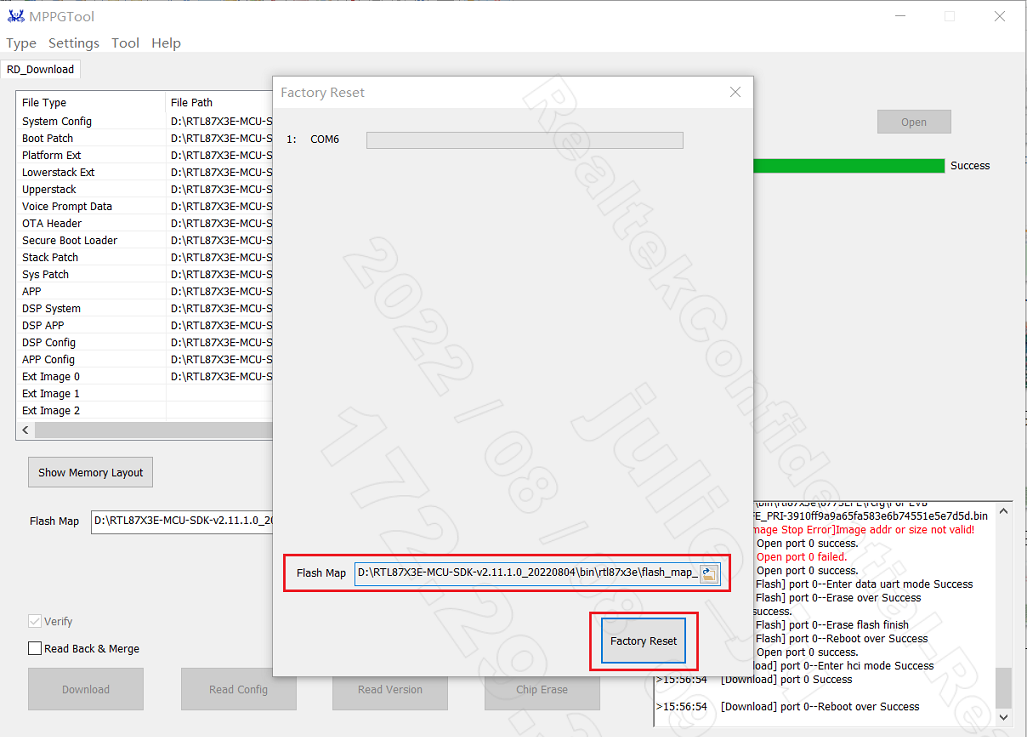 MPPGTool
Type Settings Tool Help
RD_Download
File Type File Path
System Config D:\RTL87X3E-MCU-S
Boot Patch D:\RTL87X3E-MCU-S
Platform Ext D:\RTL87X3E-MCU-S
Lowerstack Ext D:\RTL87X3E-MCU-S
Upperstack D:\RTL87X3E-MCU-S
Voice Prompt Data D:\RTL87X3E-MCU-S
OTA Header D:\RTL87X3E-MCU-S
Secure Boot Loader D:\RTL87X3E-MCU-S
Stack Patch D:\RTL87X3E-MCU-S
Sys Patch D:\RTL87X3E-MCU-S
APP D:\RTL87X3E-MCU-S
DSP System D:\RTL87X3E-MCU-S
DSP APP D:\RTL87X3E-MCU-S
DSP Config D:\RTL87X3E-MCU-S
APP Config D:\RTL87X3E-MCU-S
Ext Image 0 D:\RTL87X3E-MCU-S
Ext Image 1
Ext Image 2
Show Memory Layout
Flash Map D:\RTL87X3E-MCU-SDK-v2.11.1.0_20
Verify
Read Back & Merge
Download Read Config Read Version Chip Erase
Factory Reset
1: COM6
Flash Map D:\RTL87X3E-MCU-SDK-v2.11.1.0_20220804\bin\rtl87x3e\flash_map_
Factory Reset
Open
Success
FE_PRI-3910ff9a9a65fa583e6b74551e5e7d5d.bin
mage Stop Error]Image addr or size not valid!
Open port 0 success.
Open port 0 failed.
Open port 0 success.
Flash] port 0--Enter data uart mode Success
Flash] port 0--Erase over Success
success.
Flash] port 0--Erase flash finish
Flash] port 0--Reboot over Success
Open port 0 success.
load] port 0--Enter hci mode Success
>15:56:54 [Download] port 0 Success
>15:56:54 [Download] port 0--Reboot over Success
2022 / 08 / 08